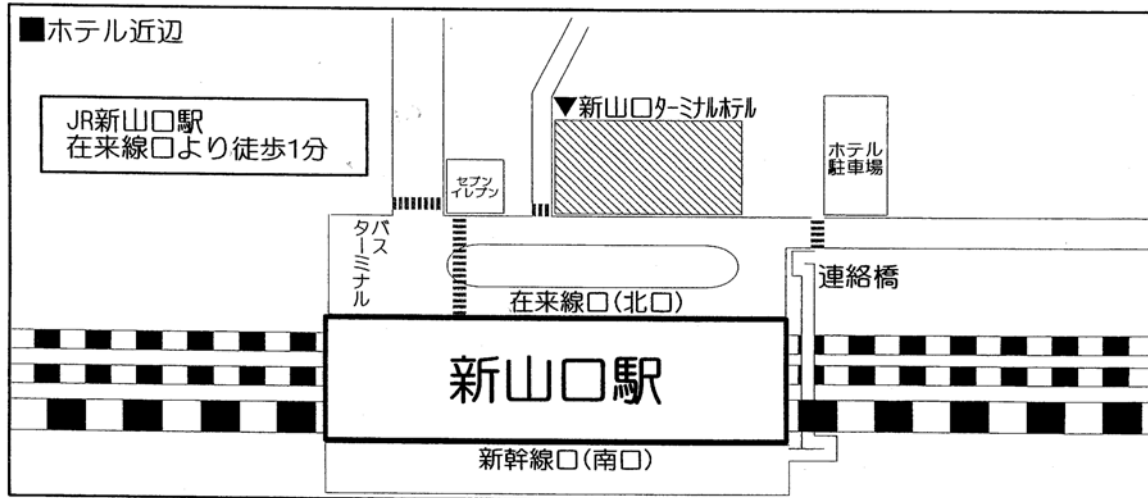 ■ホテル近辺
JR新山口駅
在来線口より徒歩1分
▼新山口ターミナルホテル
セブン
イレブン
ホテル
駐車場
バス
ターミナル
連絡橋
在来線口(北口)
新山口駅
新幹線口(南口)